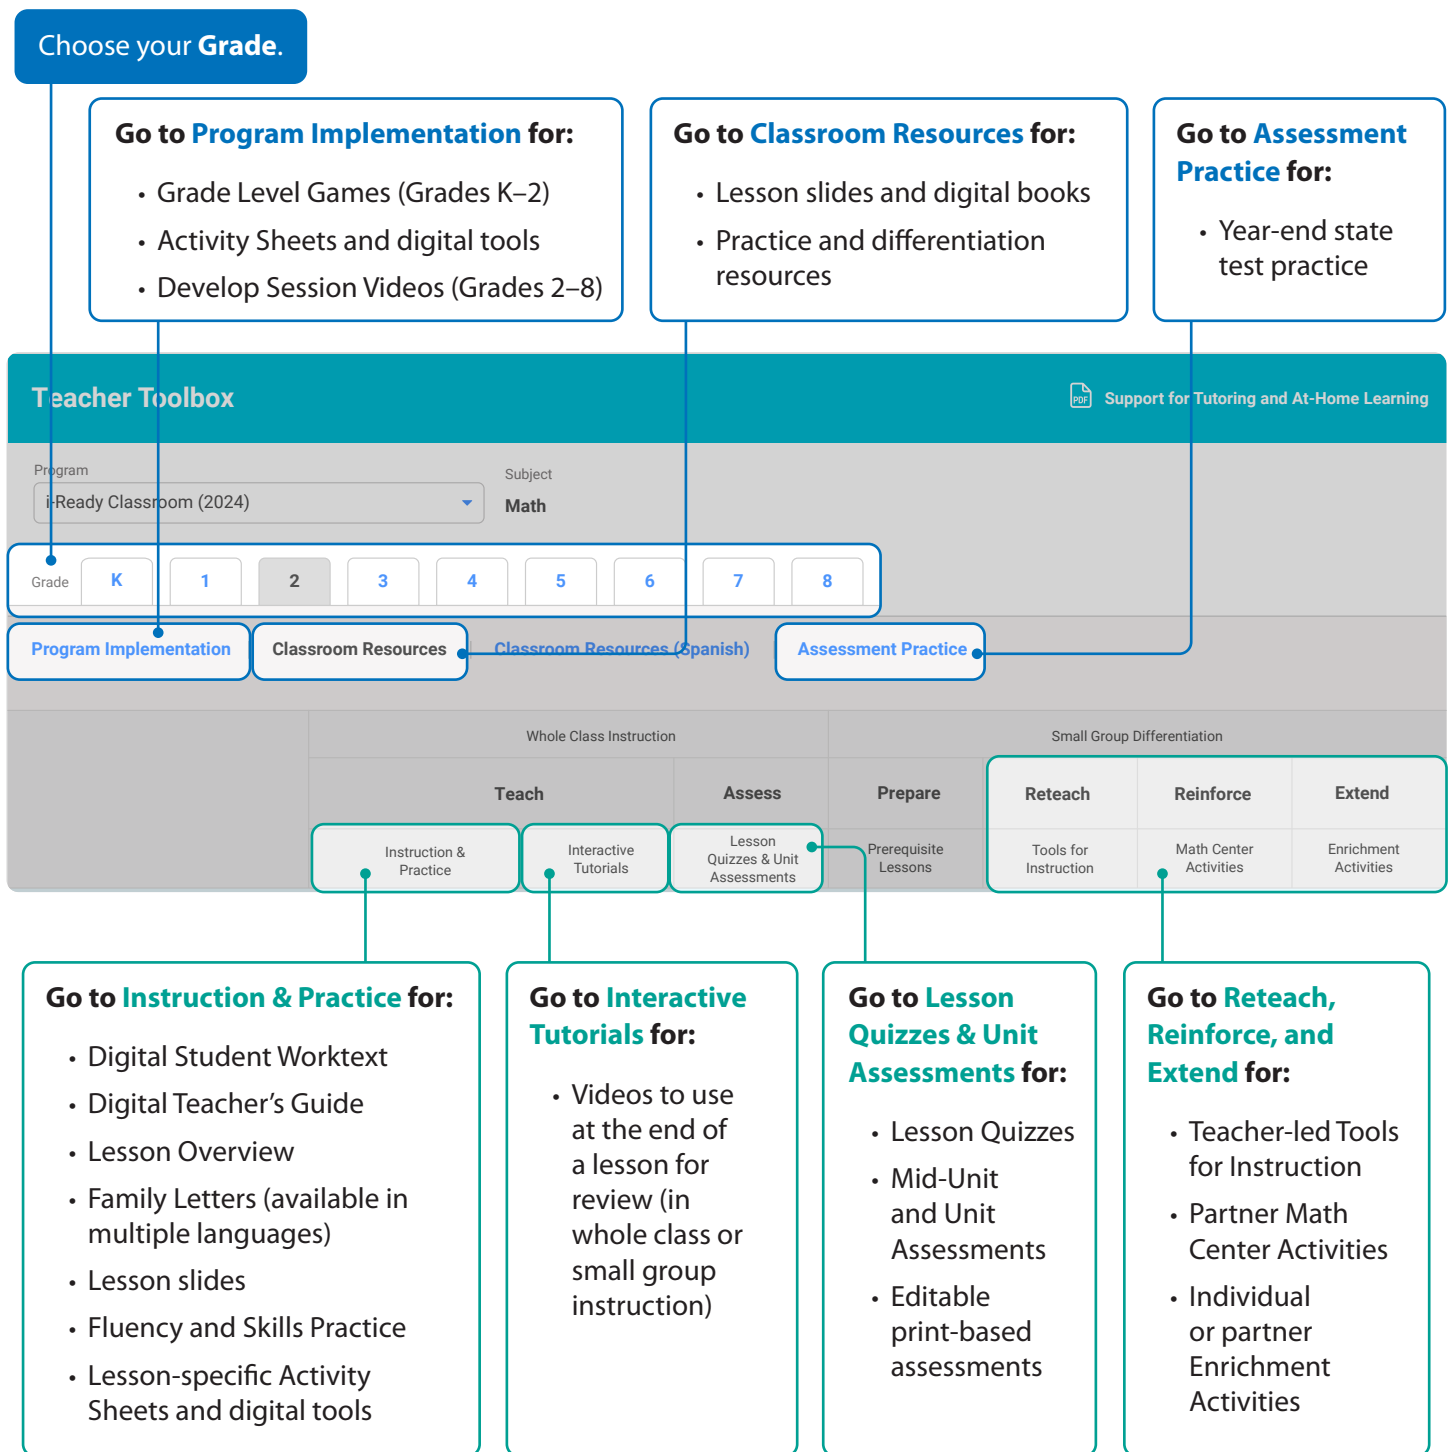 Choose your Grade.
Go to Program Implementation for:
• Grade Level Games (Grades K–2)
• Activity Sheets and digital tools
• Develop Session Videos (Grades 2–8)
Go to Classroom Resources for:
• Lesson slides and digital books
• Practice and differentiation
resources
Go to Assessment
Practice for:
• Year-end state
test practice
Teacher Toolbox
PDF Support for Tutoring and At-Home Learning
Program
i-Ready Classroom (2024)
Subject
Math
Grade K 1 2 3 4 5 6 7 8
Program Implementation Classroom Resources Classroom Resources (Spanish) Assessment Practice
Whole Class Instruction Small Group Differentiation
Teach Assess Prepare Reteach Reinforce Extend
Instruction &
Practice
Interactive
Tutorials
Lesson
Quizzes & Unit
Assessments
Prerequisite
Lessons
Tools for
Instruction
Math Center
Activities
Enrichment
Activities
Go to Instruction & Practice for:
• Digital Student Worktext
• Digital Teacher’s Guide
• Lesson Overview
• Family Letters (available in
multiple languages)
• Lesson slides
• Fluency and Skills Practice
• Lesson-specific Activity
Sheets and digital tools
Go to Interactive
Tutorials for:
• Videos to use
at the end of
a lesson for
review (in
whole class or
small group
instruction)
Go to Lesson
Quizzes & Unit
Assessments for:
• Lesson Quizzes
• Mid-Unit
and Unit
Assessments
• Editable
print-based
assessments
Go to Reteach,
Reinforce, and
Extend for:
• Teacher-led Tools
for Instruction
• Partner Math
Center Activities
• Individual
or partner
Enrichment
Activities